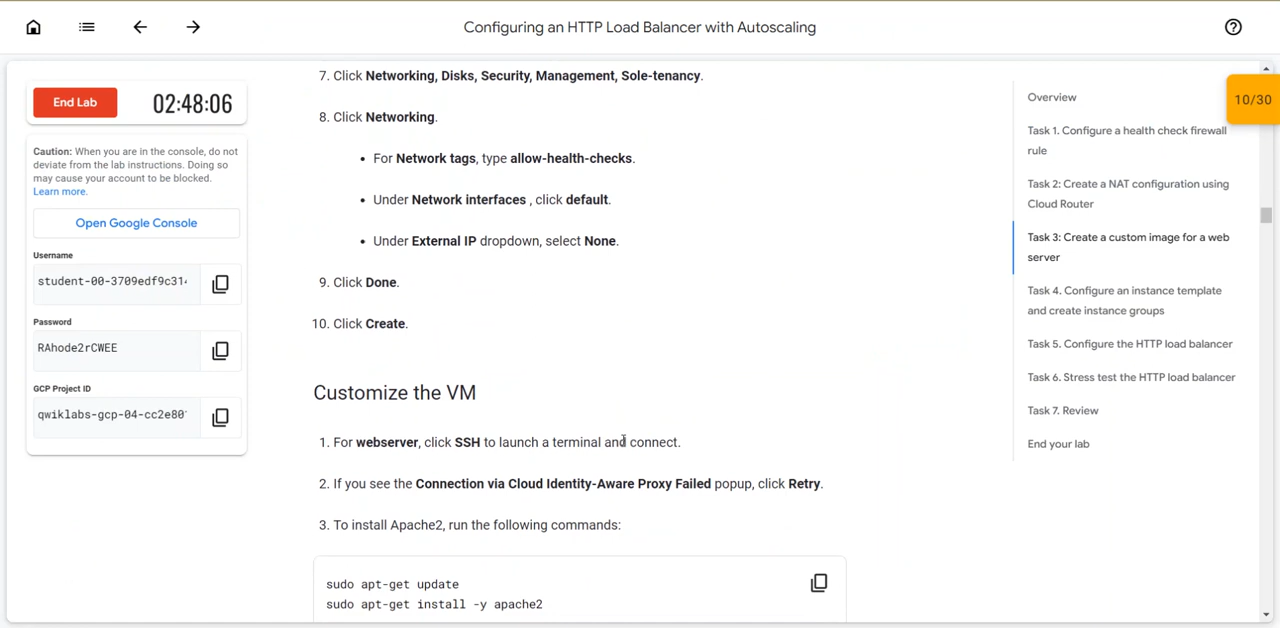 Configuring an HTTP Load Balancer with Autoscaling
End Lab
02:48:06
Caution: When you are in the console, do not
deviate from the lab instructions. Doing so
may cause your account to be blocked.
Learn more.
Open Google Console
Username
student-00-3709edf9c314
Password
RAhode2rCWEE
GCP Project ID
qwiklabs-gcp-04-cc2e80
7. Click Networking, Disks, Security, Management, Sole-tenancy.
8. Click Networking.
• For Network tags, type allow-health-checks.
• Under Network interfaces , click default.
• Under External IP dropdown, select None.
9. Click Done.
10. Click Create.
Customize the VM
1. For webserver, click SSH to launch a terminal and connect.
2. If you see the Connection via Cloud Identity-Aware Proxy Failed popup, click Retry.
3. To install Apache2, run the following commands:
sudo apt-get update
sudo apt-get install -y apache2
10/30
Overview
Task 1. Configure a health check firewall
rule
Task 2: Create a NAT configuration using
Cloud Router
Task 3: Create a custom image for a web
server
Task 4. Configure an instance template
and create instance groups
Task 5. Configure the HTTP load balancer
Task 6. Stress test the HTTP load balancer
Task 7. Review
End your lab